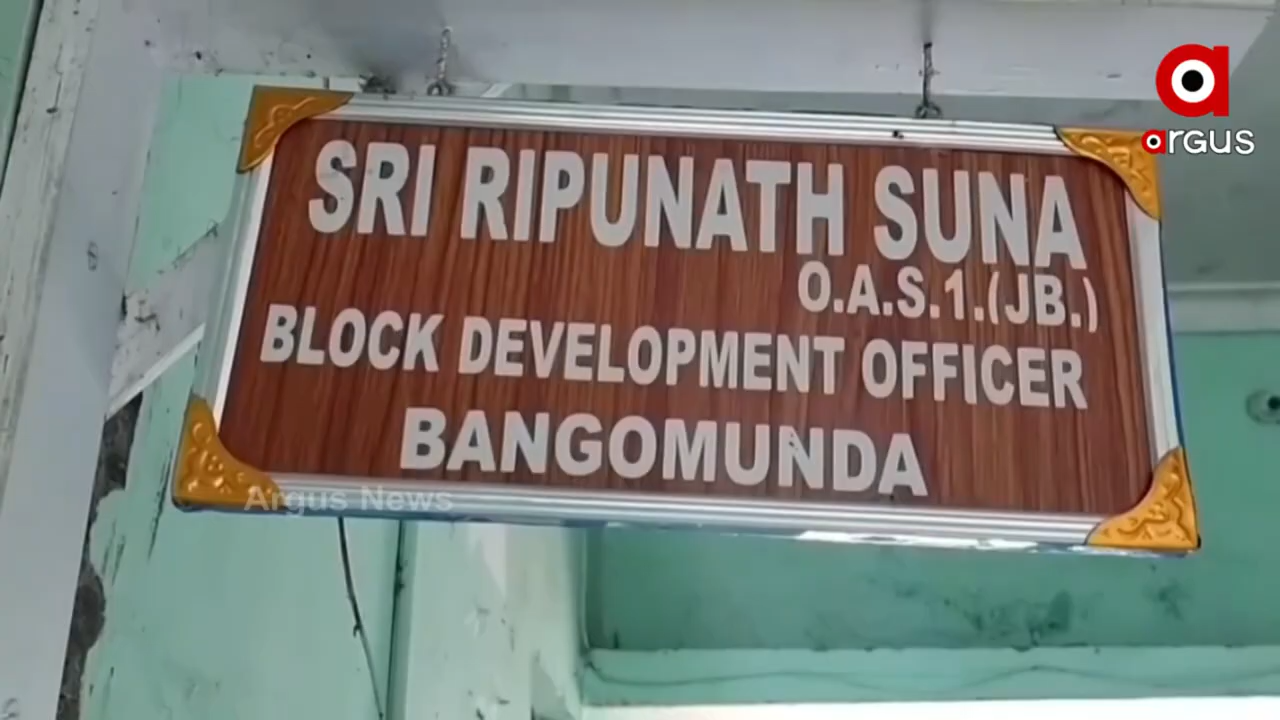 argus
SRI RIPUNATH SUNA
O.A.S.1.(JB.)
BLOCK DEVELOPMENT OFFICER
BANGOMUNDA
Argus News